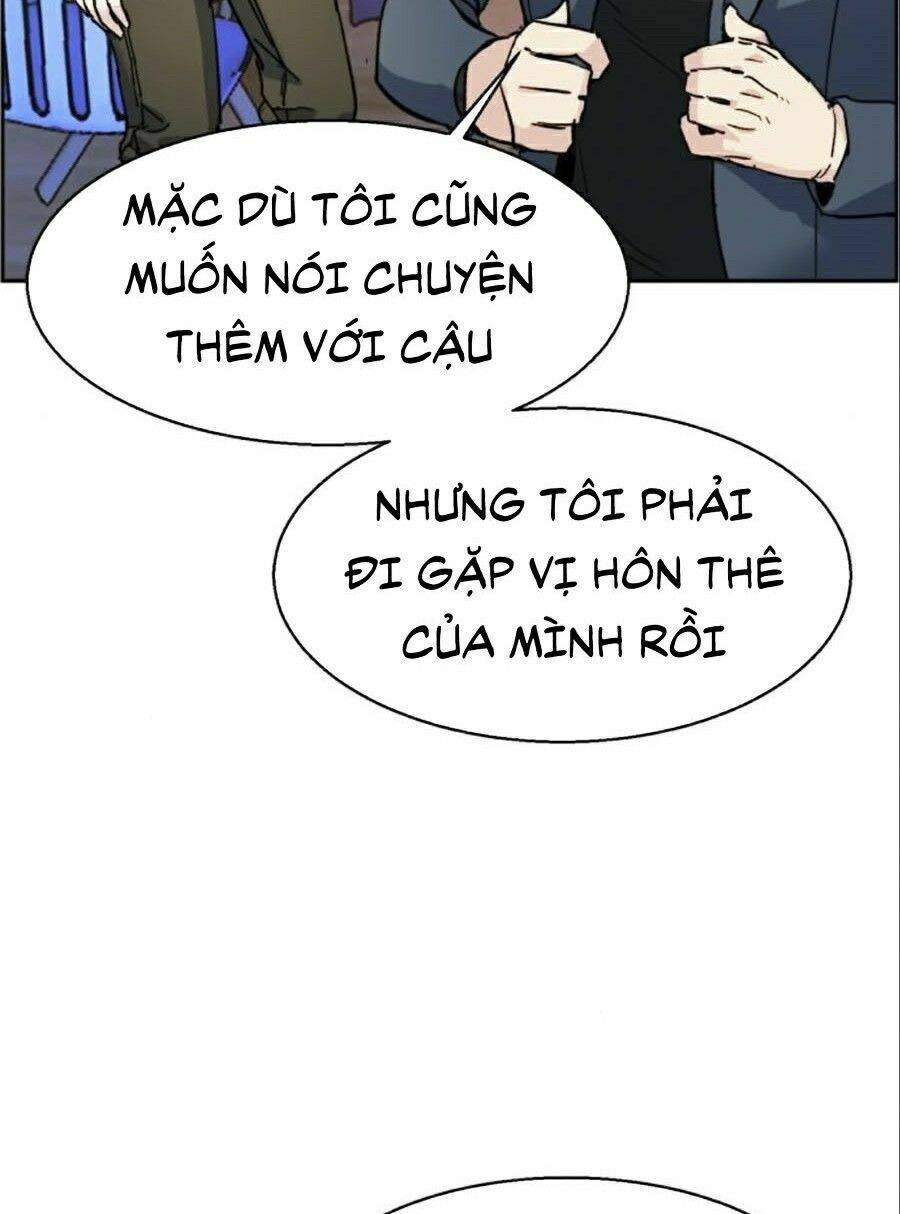 MẶC DÙ TÔI CŨNG
MUỐN NÓI CHUYỆN
THÊM VỚI CẬU
NHƯNG TÔI PHẢI
ĐI GẶP VỊ HÔN THÊ
CỦA MÌNH RỒI